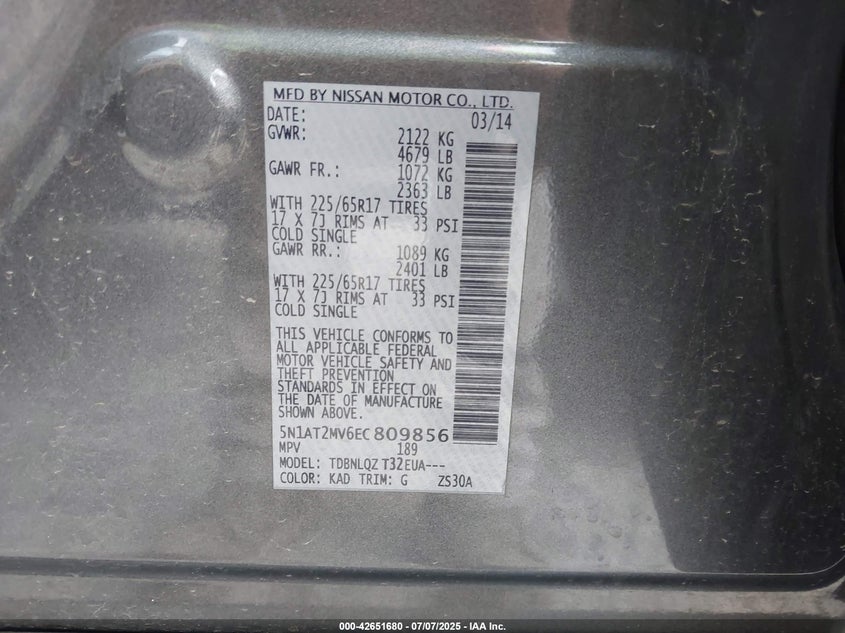 MFD BY NISSAN MOTOR CO., LTD.
DATE: 03/14
GVWR: 2122 KG
4679 LB
GAWR FR.: 1072 KG
2363 LB
WITH 225/65R17 TIRES
17 X 7J RIMS AT 33 PSI
COLD SINGLE
GAWR RR.: 1089 KG
2401 LB
WITH 225/65R17 TIRES
17 X 7J RIMS AT 33 PSI
COLD SINGLE
THIS VEHICLE CONFORMS TO
ALL APPLICABLE FEDERAL
MOTOR VEHICLE SAFETY AND
THEFT PREVENTION
STANDARDS IN EFFECT ON
THE DATE OF MANUFACTURE
SHOWN ABOVE.
5N1AT2MV6EC809856
MPV 189
MODEL: TDBNLQZ T32EUA---
COLOR: KAD TRIM: G ZS30A
000-42651680 - 07/07/2025 - IAA Inc.